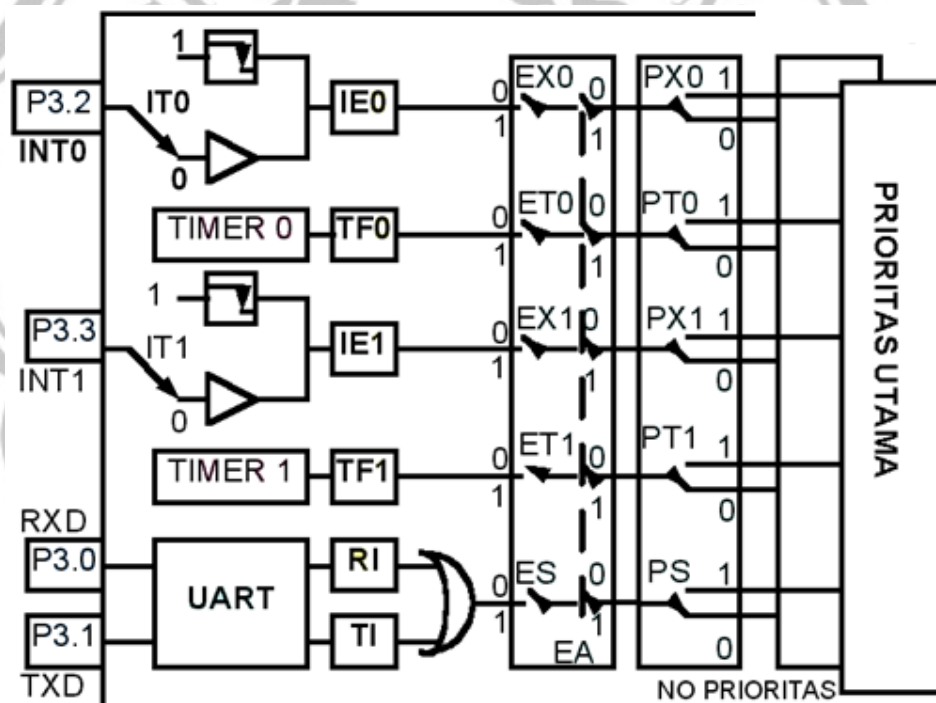 1
EX0
0
PX0
1
P3.2
IT0
IE0
0
1
1
0
INT0
0
ET0
0
PT0
1
TIMER 0
TF0
0
1
1
0
1
EX1
0
PX1
1
P3.3
IT1
IE1
0
1
1
0
INT1
0
ET1
0
PT1
1
TIMER 1
TF1
0
1
1
0
RXD
P3.0
RI
ES
0
PS
1
UART
0
1
1
P3.1
TI
EA
0
TXD
NO PRIORITAS
PRIORITAS UTAMA